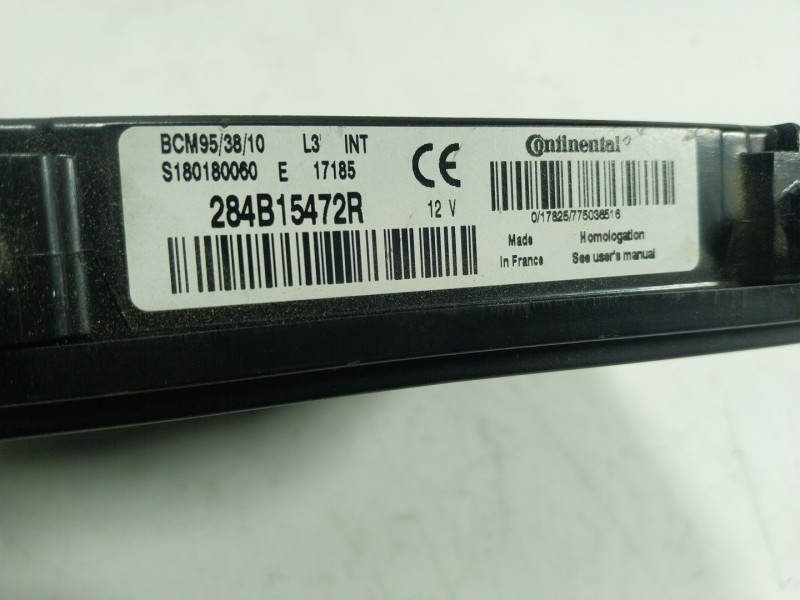 BCM95/38/10 L3 INT
S180180060 E 17185
284B15472R 12 V
CE
Continental
0/17825/775036516
Made Homologation
In France See user's manual